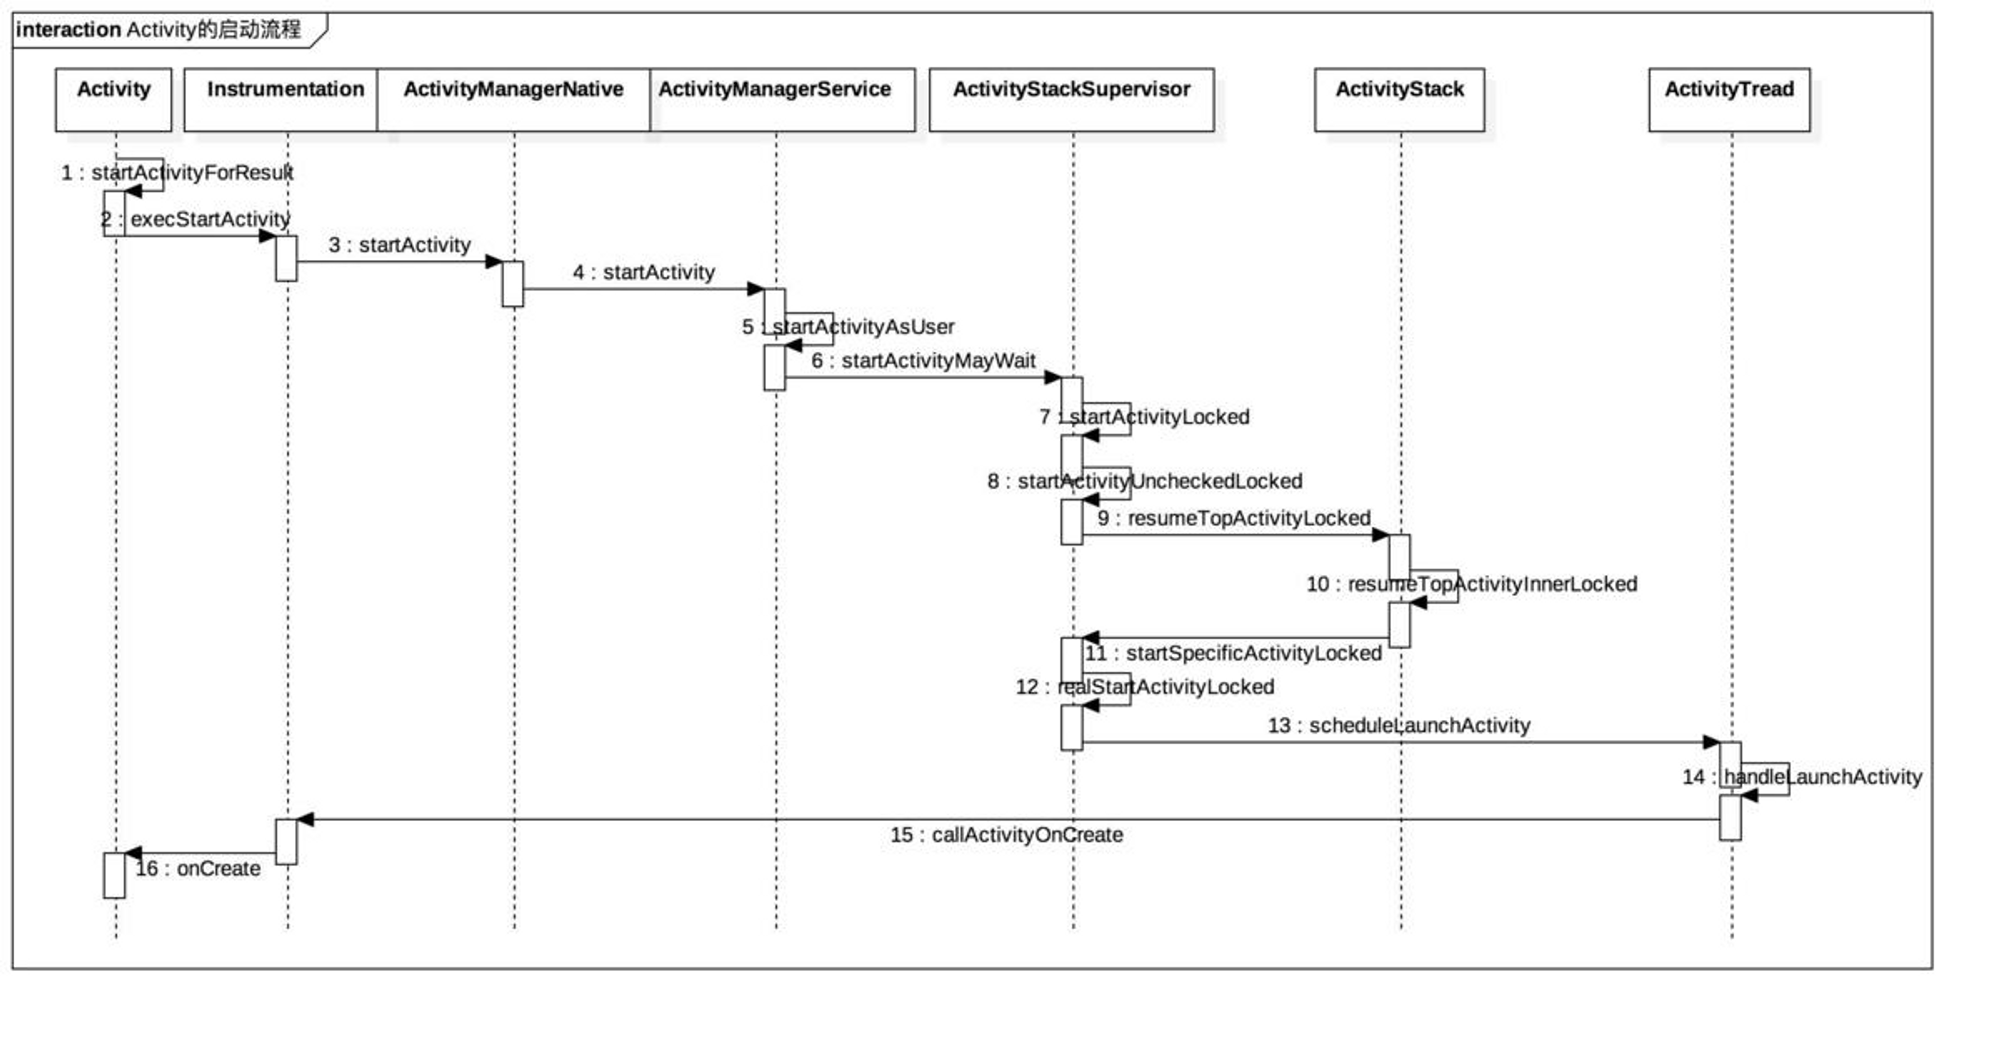 interaction Activity的启动流程
Activity
Instrumentation
ActivityManagerNative
ActivityManagerService
ActivityStackSupervisor
ActivityStack
ActivityTread
1 : startActivityForResult
2 : execStartActivity
3 : startActivity
4 : startActivity
5 : startActivityAsUser
6 : startActivityMayWait
7 : startActivityLocked
8 : startActivityUncheckedLocked
9 : resumeTopActivityLocked
10 : resumeTopActivityInnerLocked
11 : startSpecificActivityLocked
12 : realStartActivityLocked
13 : scheduleLaunchActivity
14 : handleLaunchActivity
15 : callActivityOnCreate
16 : onCreate